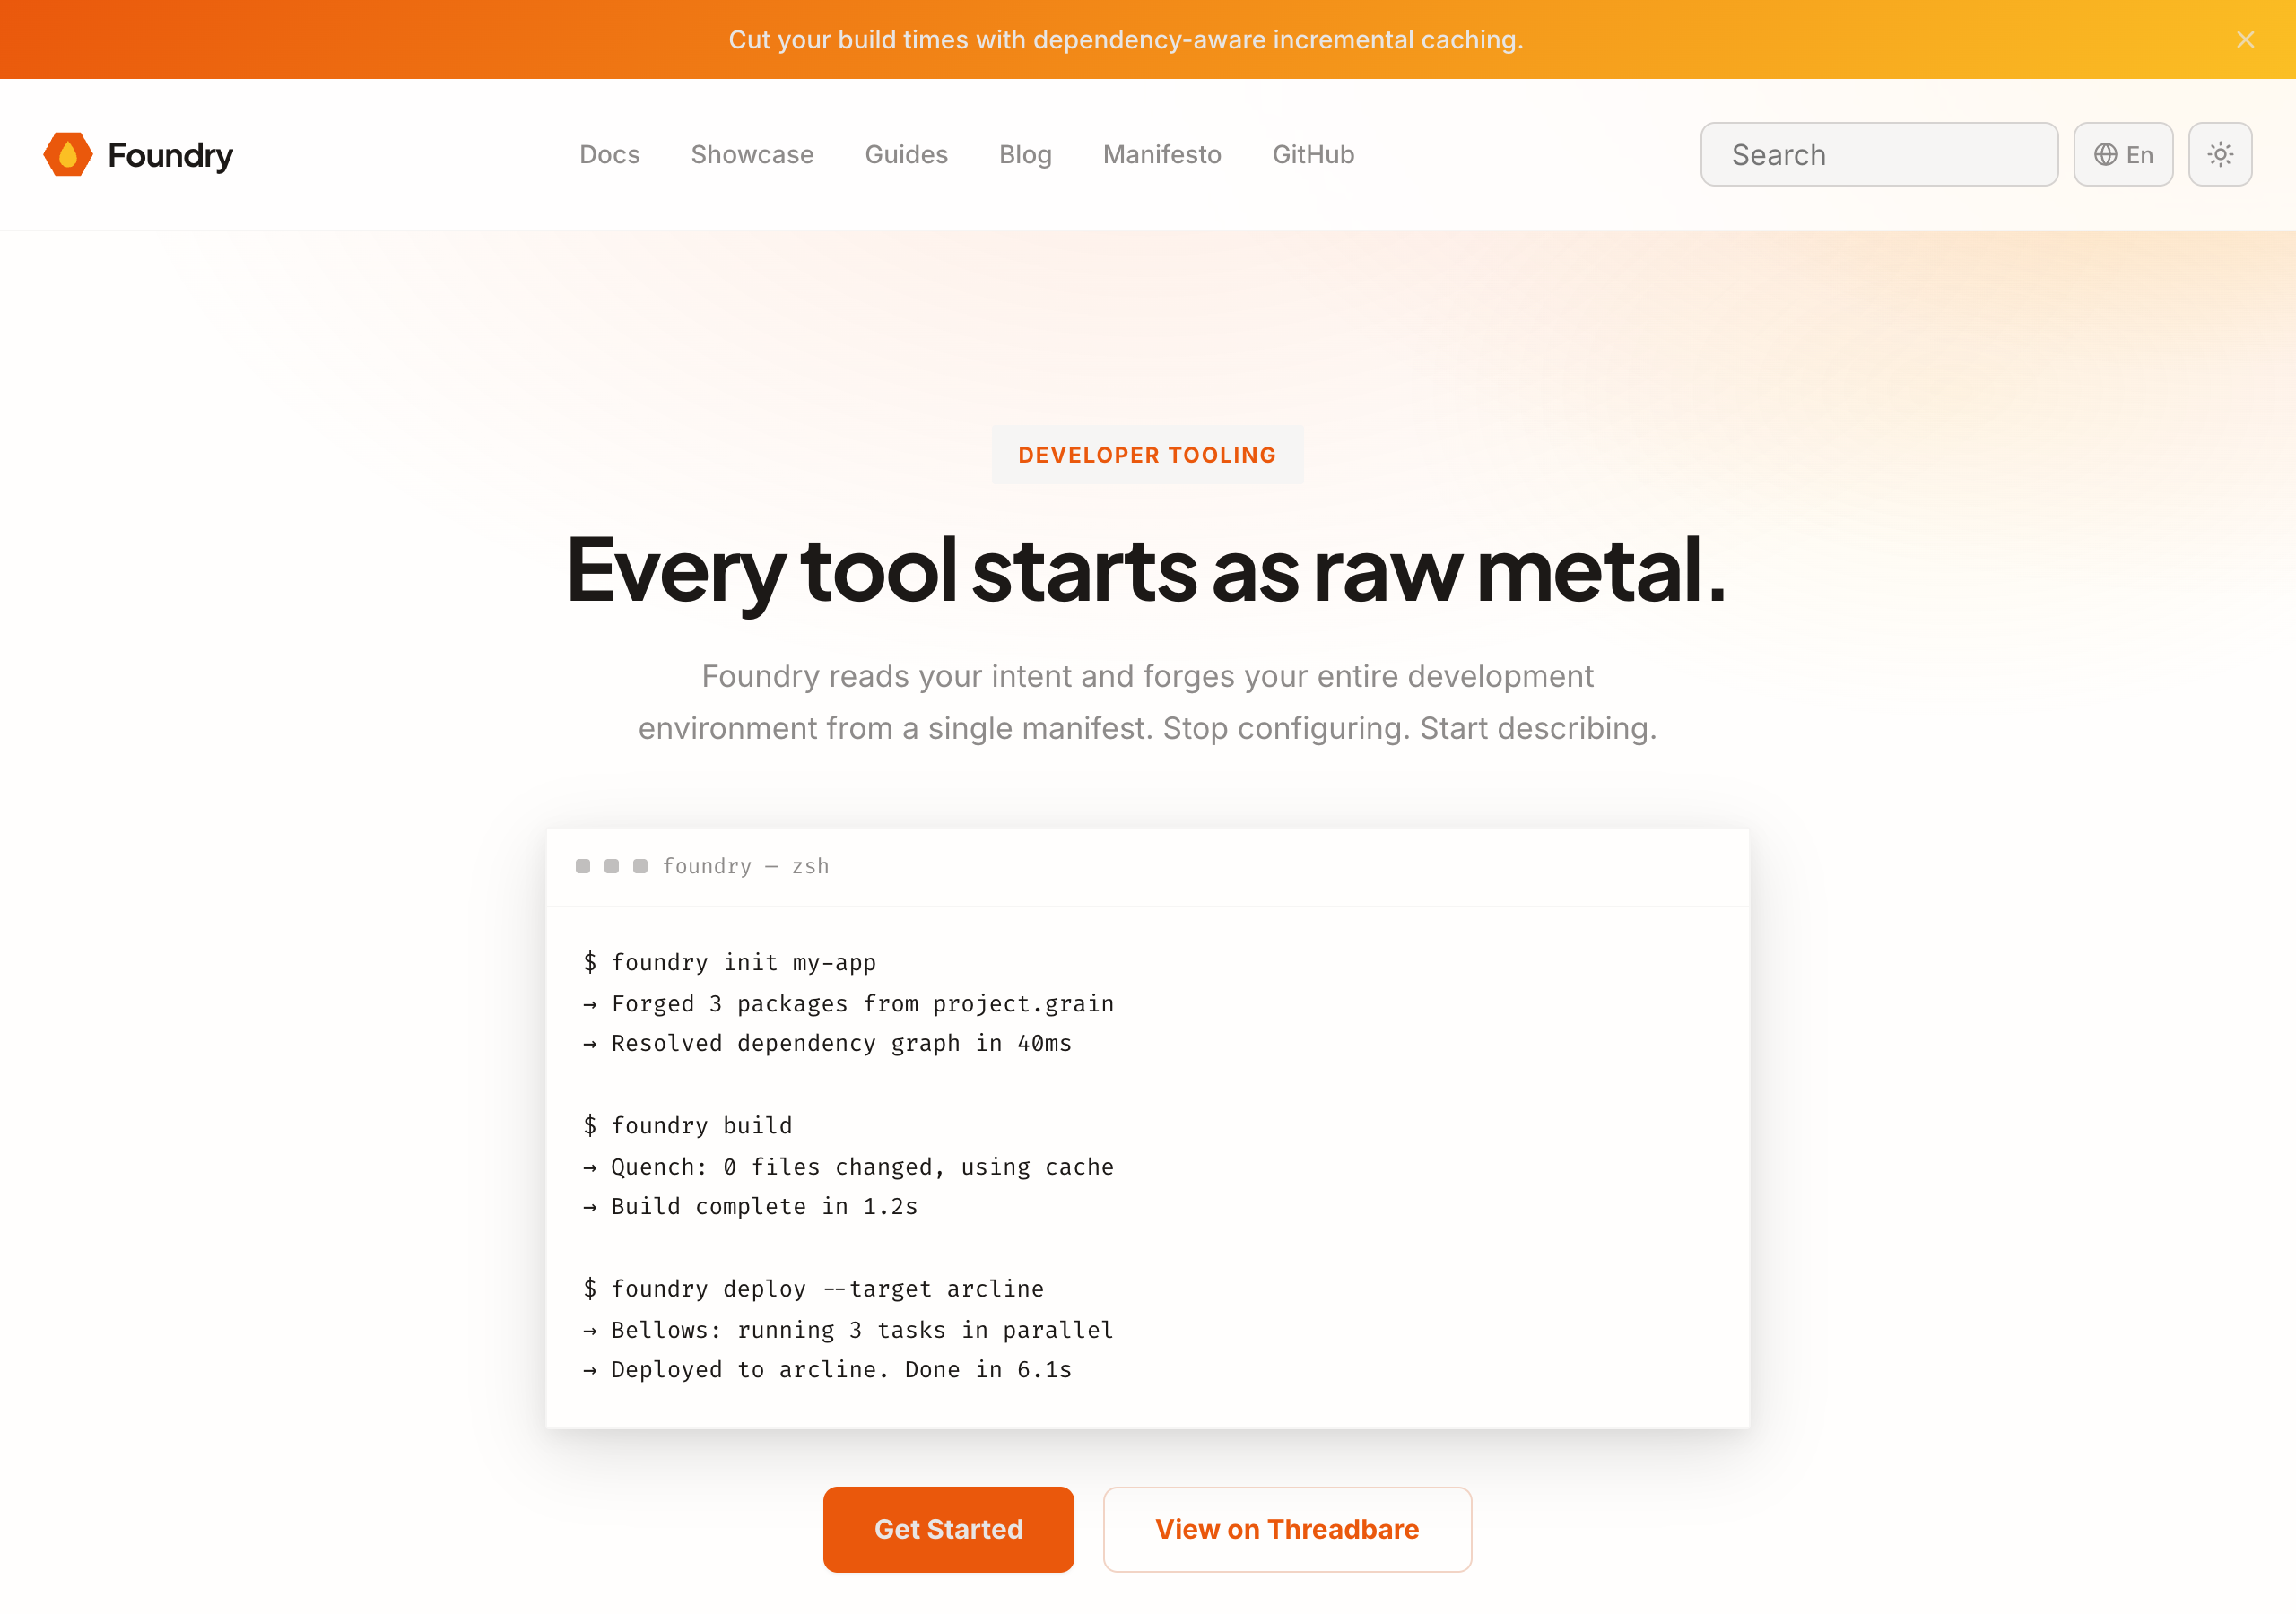 Cut your build times with dependency-aware incremental caching.
Foundry
Docs
Showcase
Guides
Blog
Manifesto
GitHub
Search
En
DEVELOPER TOOLING
Every tool starts as raw metal.
Foundry reads your intent and forges your entire development
environment from a single manifest. Stop configuring. Start describing.
foundry — zsh
$ foundry init my-app
→ Forged 3 packages from project.grain
→ Resolved dependency graph in 40ms
$ foundry build
→ Quench: 0 files changed, using cache
→ Build complete in 1.2s
$ foundry deploy --target arcline
→ Bellows: running 3 tasks in parallel
→ Deployed to arcline. Done in 6.1s
Get Started
View on Threadbare